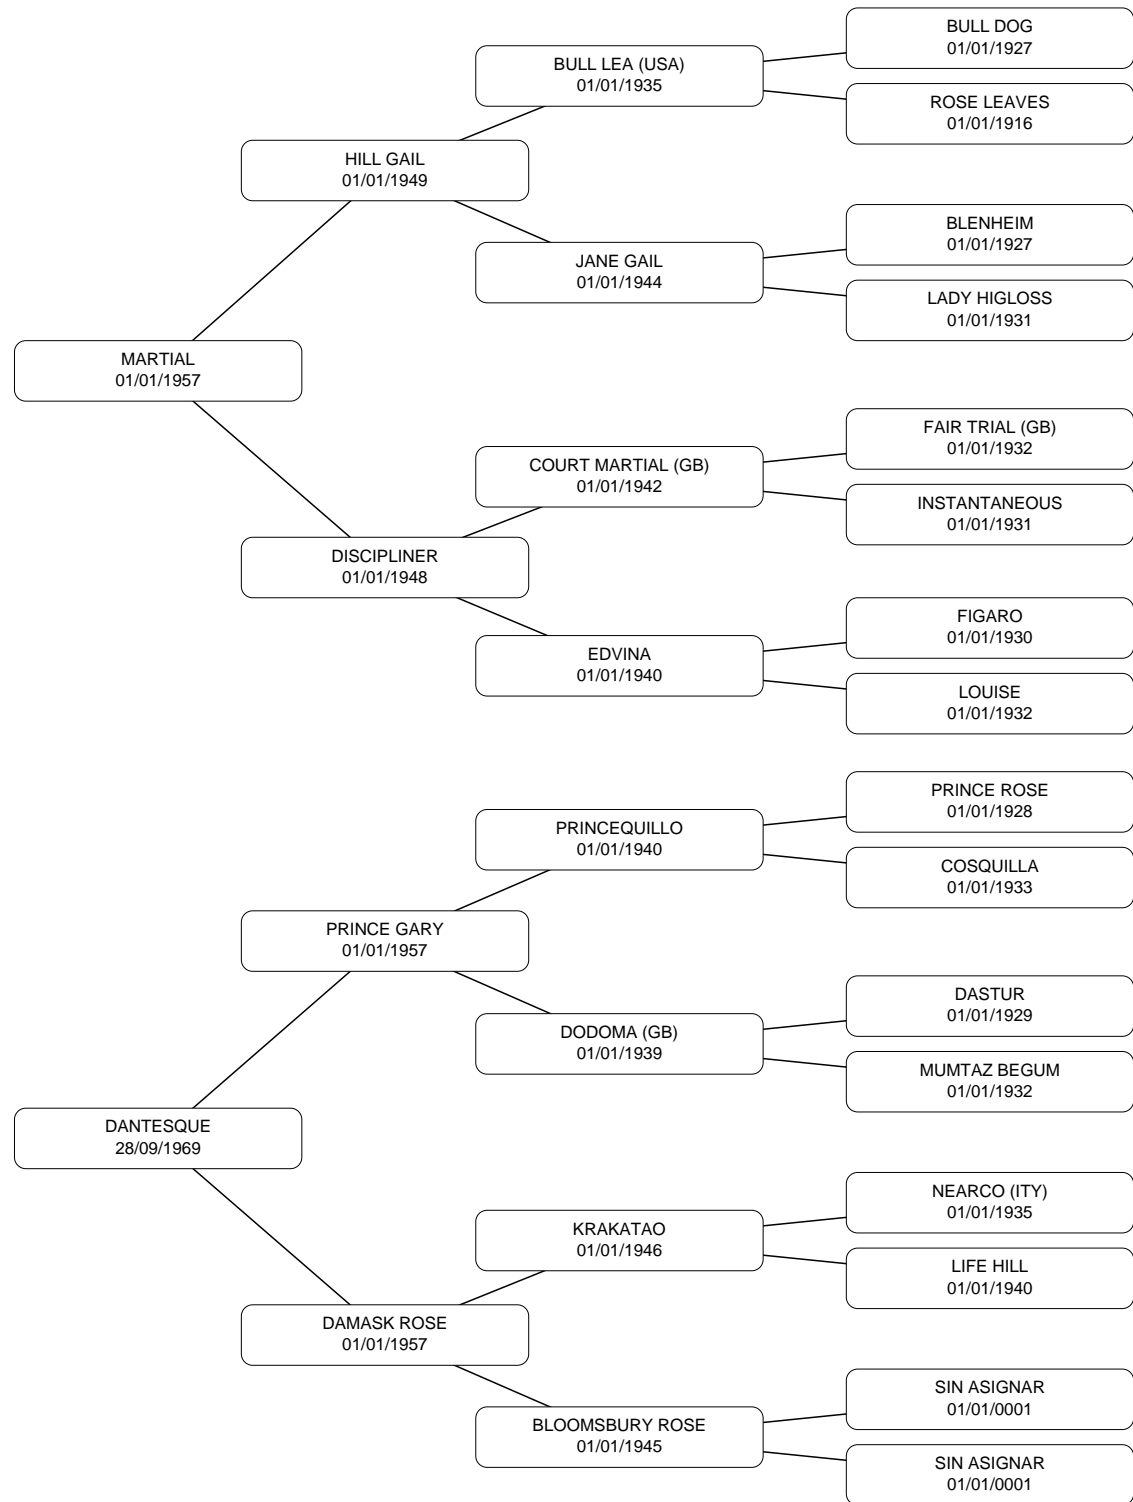 BULL DOG
01/01/1927
BULL LEA (USA)
01/01/1935
ROSE LEAVES
01/01/1916
HILL GAIL
01/01/1949
BLENHEIM
01/01/1927
JANE GAIL
01/01/1944
LADY HIGLOSS
01/01/1931
MARTIAL
01/01/1957
FAIR TRIAL (GB)
01/01/1932
COURT MARTIAL (GB)
01/01/1942
INSTANTANEOUS
01/01/1931
DISCIPLINER
01/01/1948
FIGARO
01/01/1930
EDVINA
01/01/1940
LOUISE
01/01/1932
PRINCE ROSE
01/01/1928
PRINCEQUILLO
01/01/1940
COSQUILLA
01/01/1933
PRINCE GARY
01/01/1957
DASTUR
01/01/1929
DODOMA (GB)
01/01/1939
MUMTAZ BEGUM
01/01/1932
DANTESQUE
28/09/1969
NEARCO (ITY)
01/01/1935
KRAKATAO
01/01/1946
LIFE HILL
01/01/1940
DAMASK ROSE
01/01/1957
SIN ASIGNAR
01/01/0001
BLOOMSBURY ROSE
01/01/1945
SIN ASIGNAR
01/01/0001